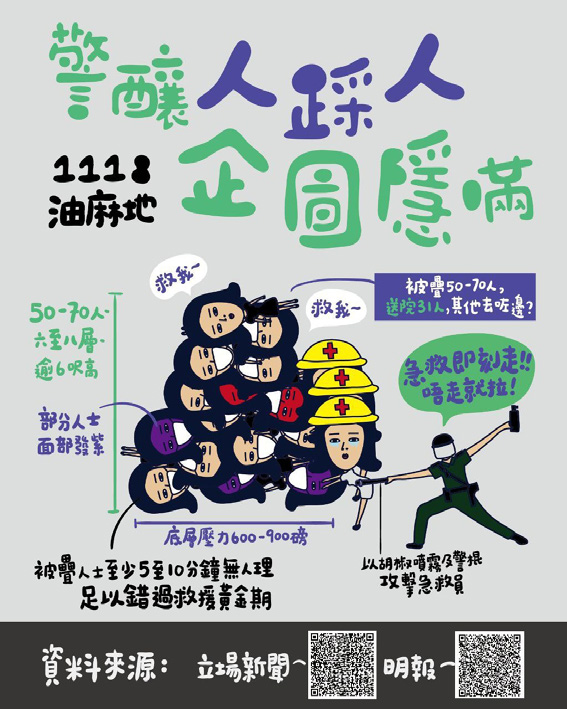 警釀人踩人
企圖隱瞞
1118
油麻地
救我~
救我~
被疊50-70人,
送院31人,其他去咗邊?
50-70人·
六至八層·
逾6呎高
急救即刻走!!
唔走就拉!
部分人士
面部發紫
底層壓力600-900磅
被疊人士至少5至10分鐘無人理
足以錯過救援黃金期
以胡椒噴霧及警棍
攻擊急救員
資料來源: 立場新聞~ 明報~